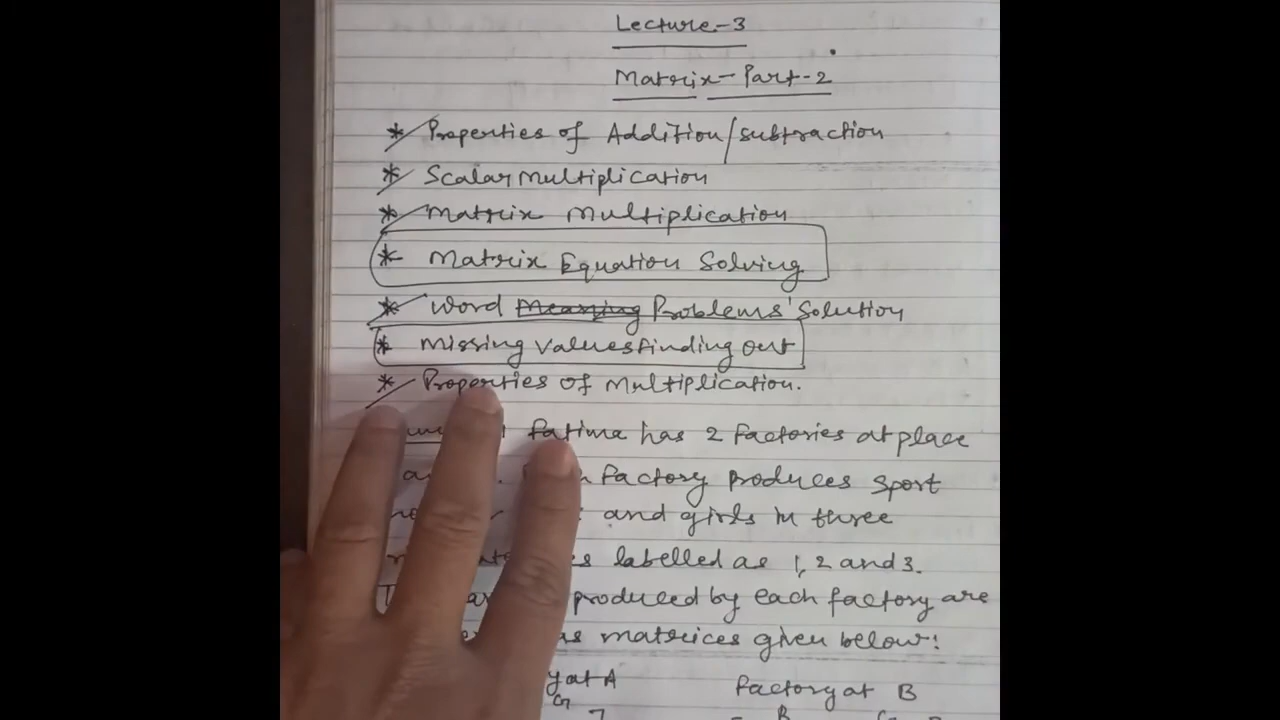 Lecture-3
Matrix-Part-2
* Properties of Addition/subtraction
* Scalar multiplication
* Matrix Multiplication
* Matrix Equation Solving
* Word Meaning Problems' Solution
* Missing values finding out
* Properties of multiplication.
Fatima has 2 factories at place
factory produces sport
and girls in three
labelled as 1, 2 and 3.
produced by each factory are
as matrices given below:
y at A factory at B
G B G